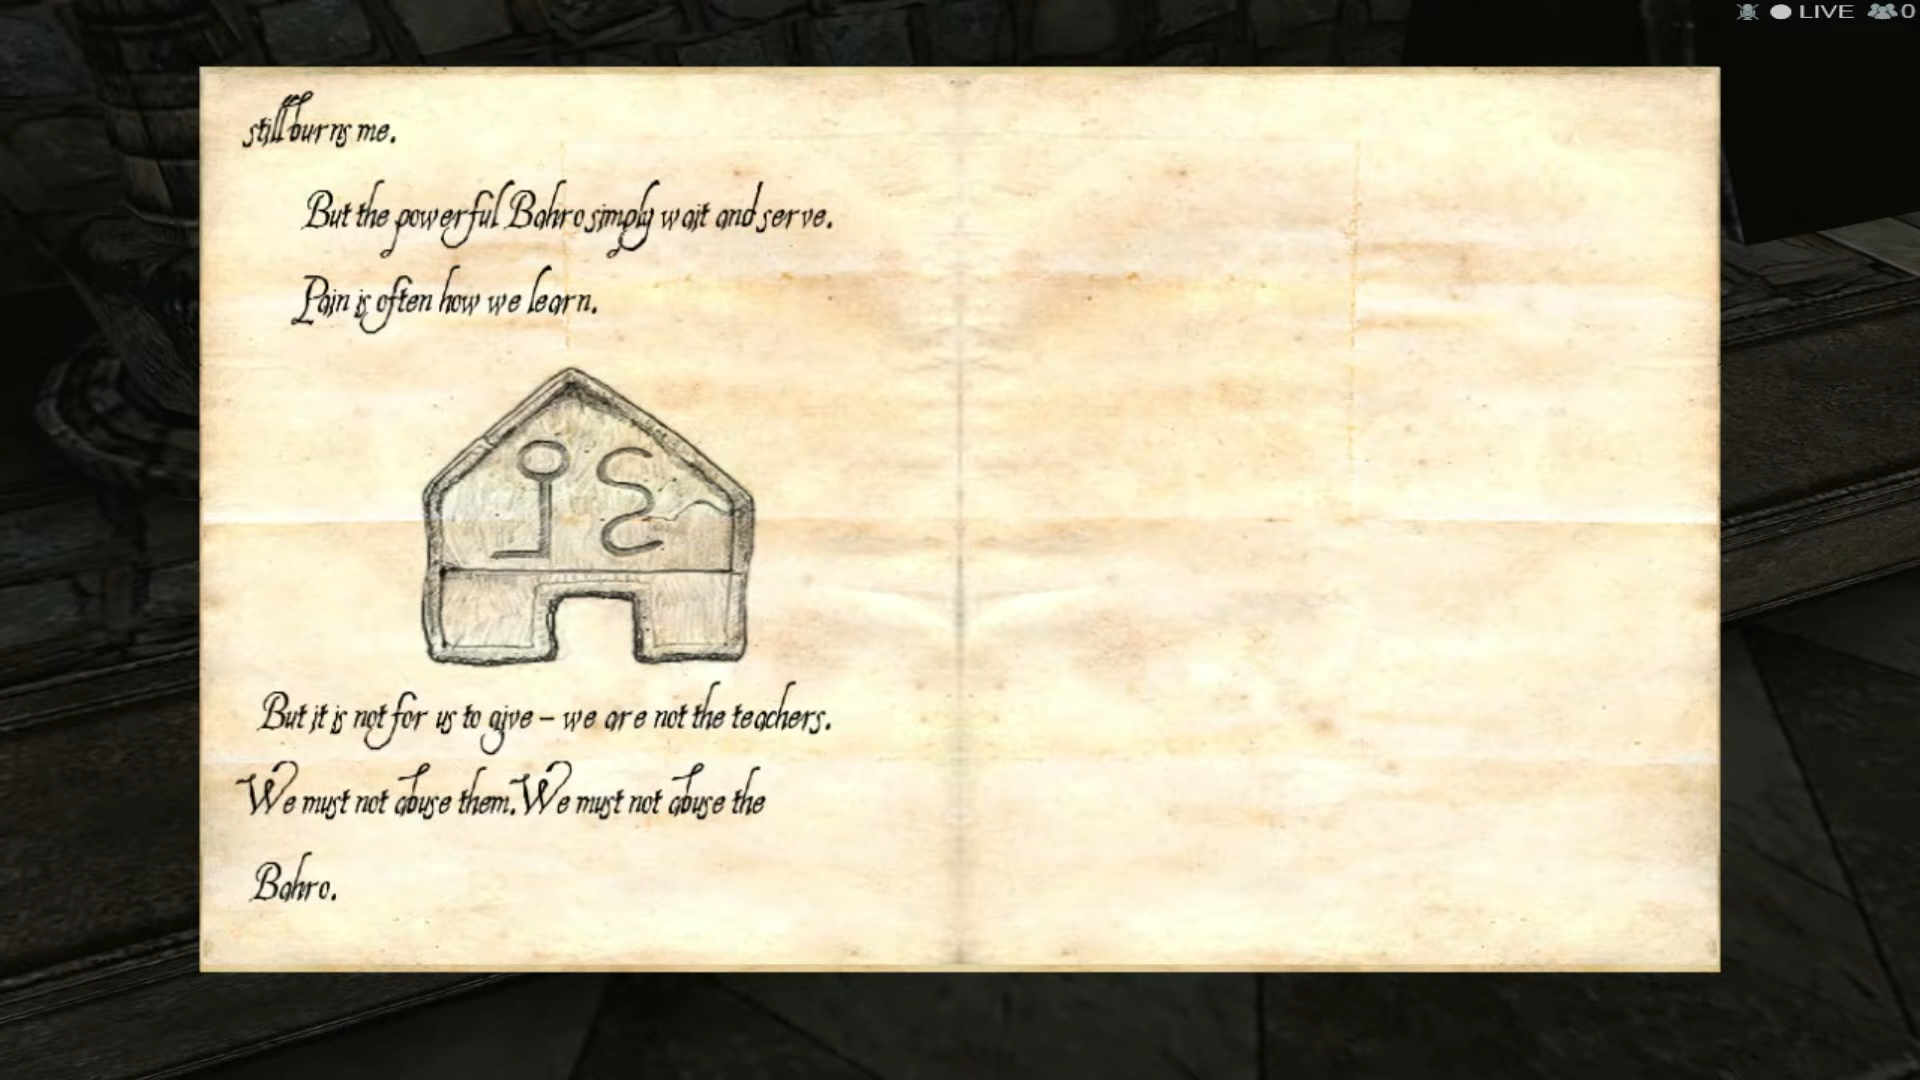 LIVE 0
still burns me.
But the powerful Bahro simply wait and serve.
Pain is often how we learn.
But it is not for us to give – we are not the teachers.
We must not abuse them. We must not abuse the
Bahro.